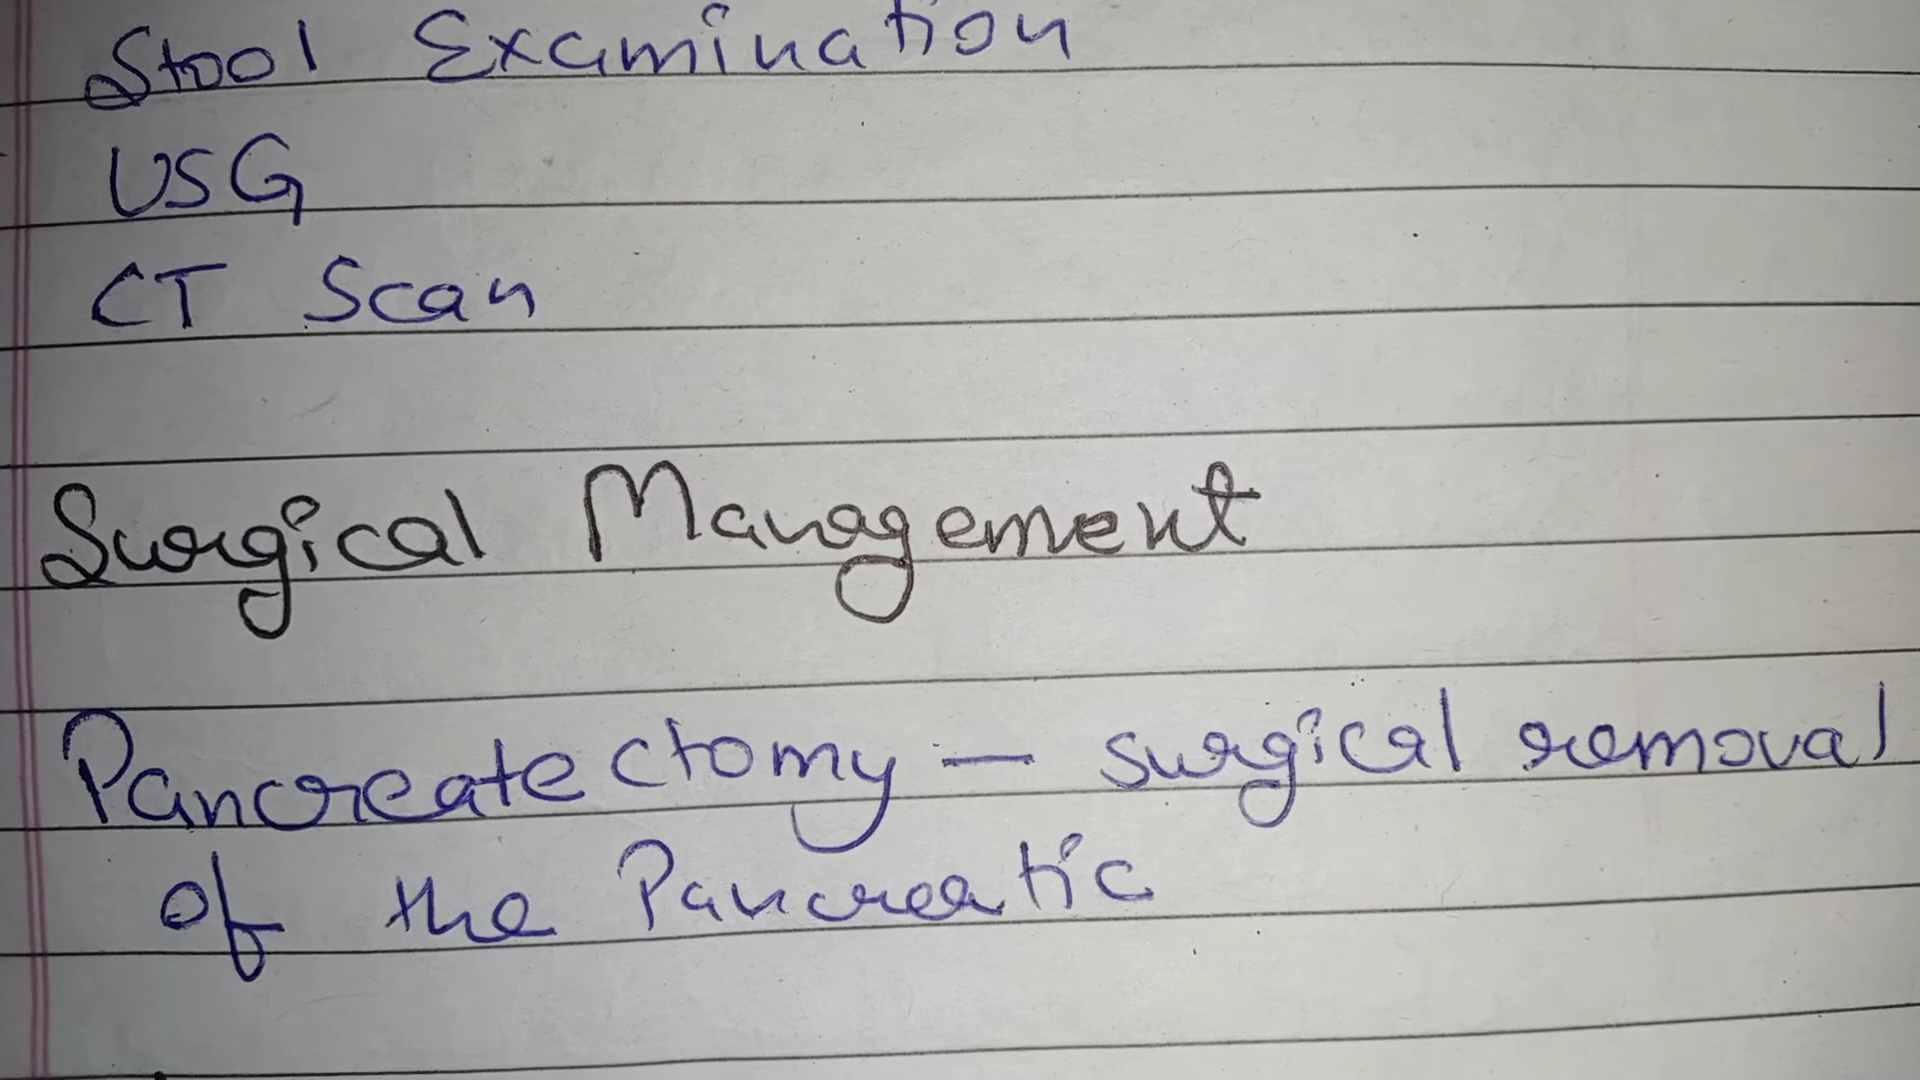 Stool Examination
USG
CT Scan
Surgical Management
Pancreatectomy — surgical removal
of the Pancreatic